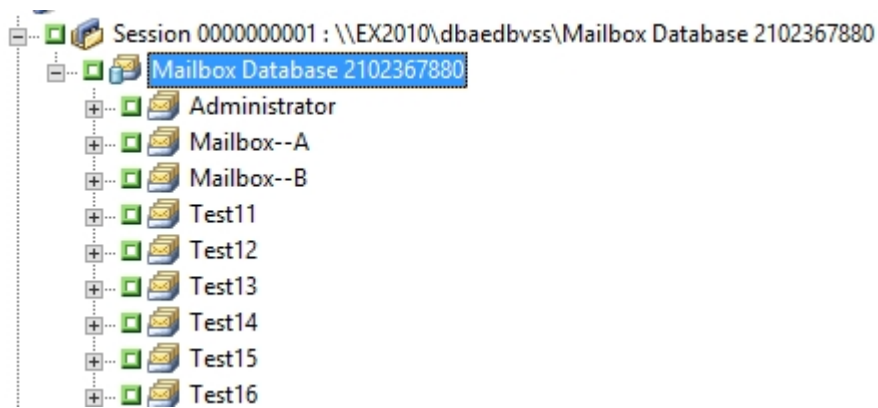 Session 0000000001 : \\EX2010\dbaedbvss\Mailbox Database 2102367880
Mailbox Database 2102367880
Administrator
Mailbox--A
Mailbox--B
Test11
Test12
Test13
Test14
Test15
Test16